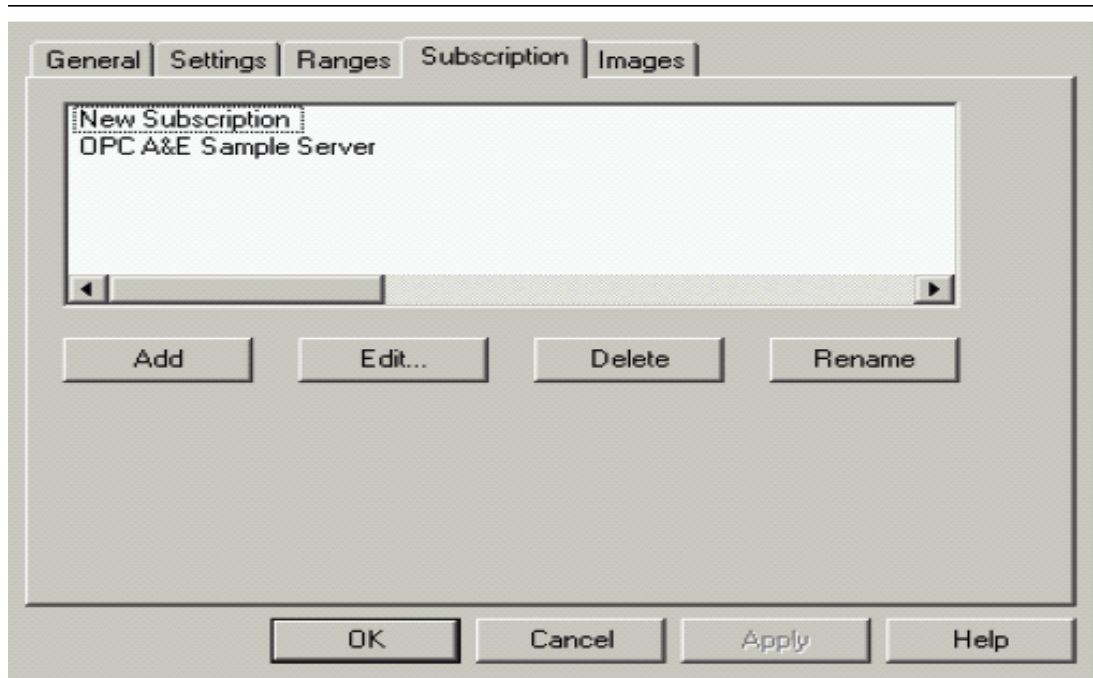 General Settings Ranges Subscription Images
New Subscription
OPC A&E Sample Server
Add Edit... Delete Rename
OK Cancel Apply Help